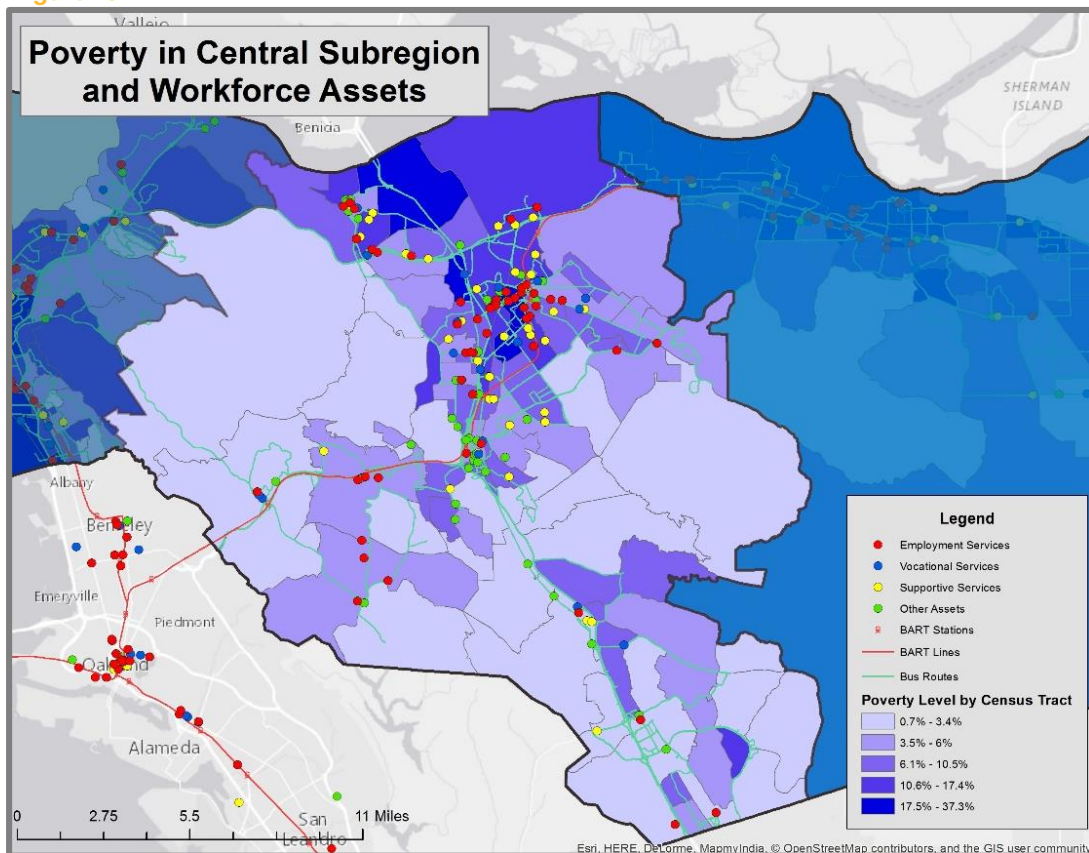 Vallejo
Poverty in Central Subregion
and Workforce Assets
Benicia
SHERMAN
ISLAND
Albany
Berkeley
Emeryville
Piedmont
Oakland
Alameda
San
Leandro
Legend
Employment Services
Vocational Services
Supportive Services
Other Assets
BART Stations
BART Lines
Bus Routes
Poverty Level by Census Tract
0.7% - 3.4%
3.5% - 6%
6.1% - 10.5%
10.6% - 17.4%
17.5% - 37.3%
0 2.75 5.5 11 Miles
Esri, HERE, DeLorme, MapmyIndia, © OpenStreetMap contributors, and the GIS user community